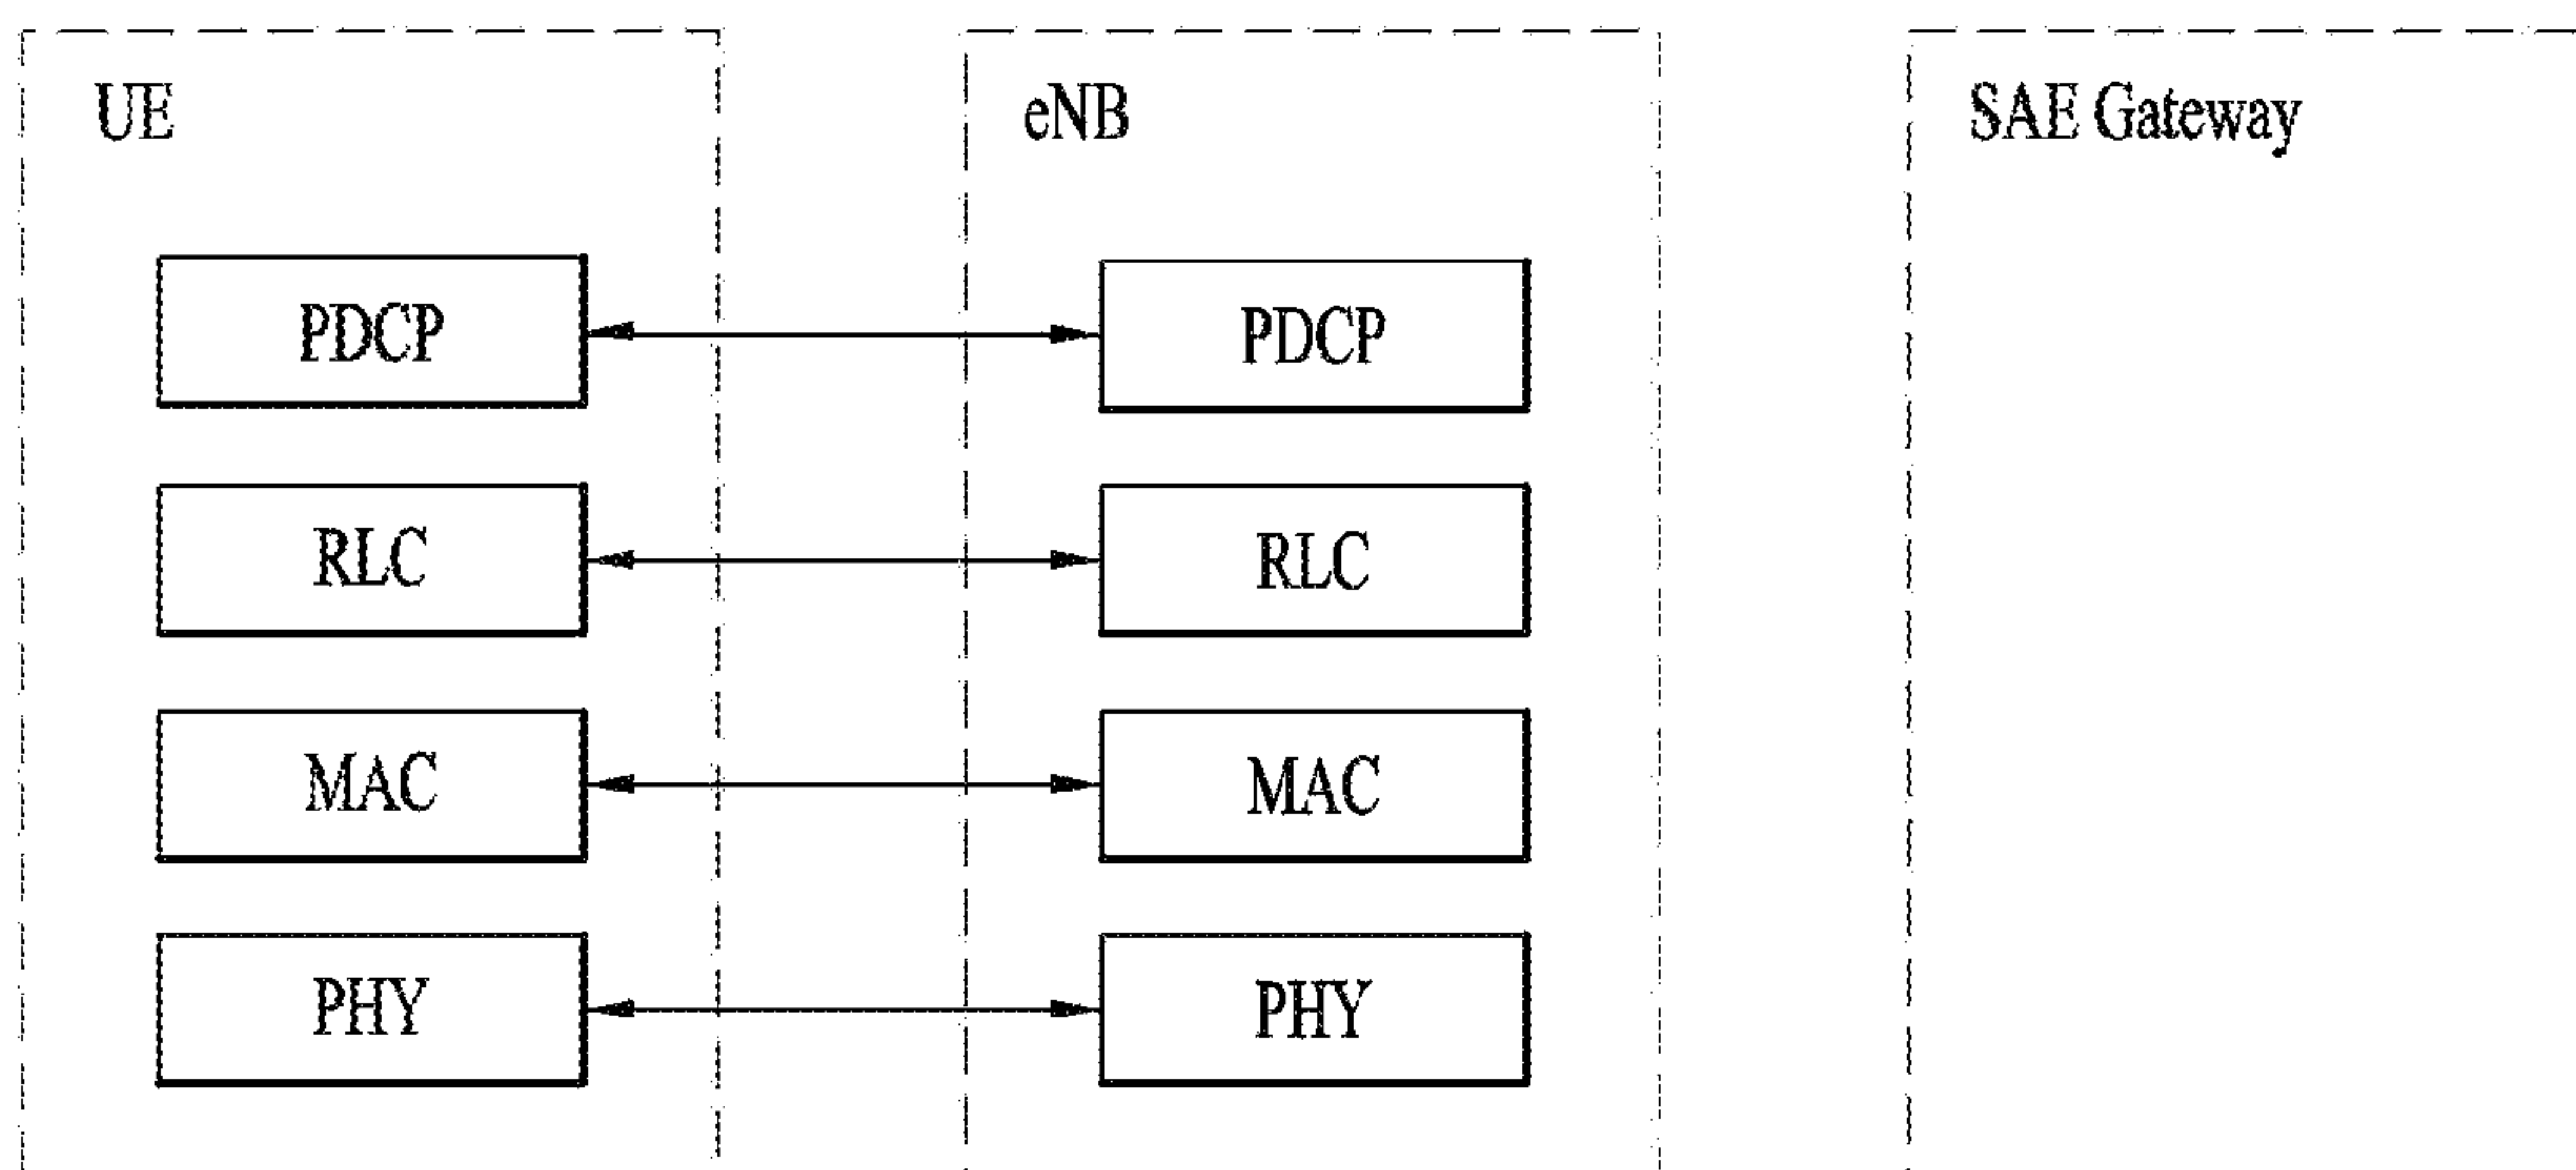 UE
eNB
SAE Gateway
PDCP
PDCP
RLC
RLC
MAC
MAC
PHY
PHY